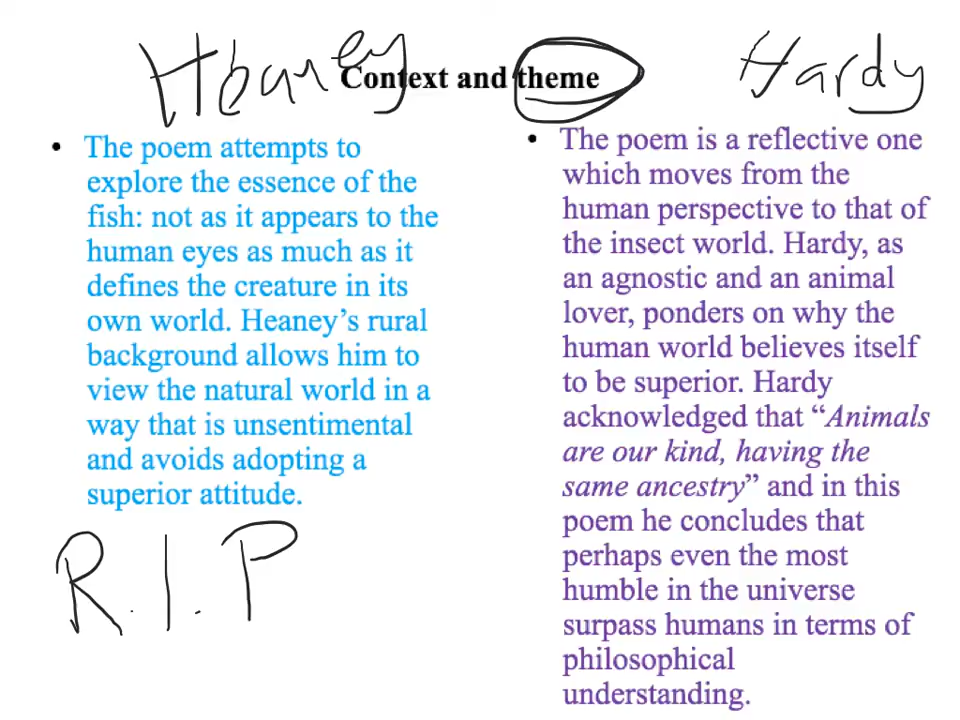 Heaney
Hardy
Context and theme
• The poem attempts to
explore the essence of the
fish: not as it appears to the
human eyes as much as it
defines the creature in its
own world. Heaney's rural
background allows him to
view the natural world in a
way that is unsentimental
and avoids adopting a
superior attitude.
R.I.P
• The poem is a reflective one
which moves from the
human perspective to that of
the insect world. Hardy, as
an agnostic and an animal
lover, ponders on why the
human world believes itself
to be superior. Hardy
acknowledged that “Animals
are our kind, having the
same ancestry” and in this
poem he concludes that
perhaps even the most
humble in the universe
surpass humans in terms of
philosophical
understanding.